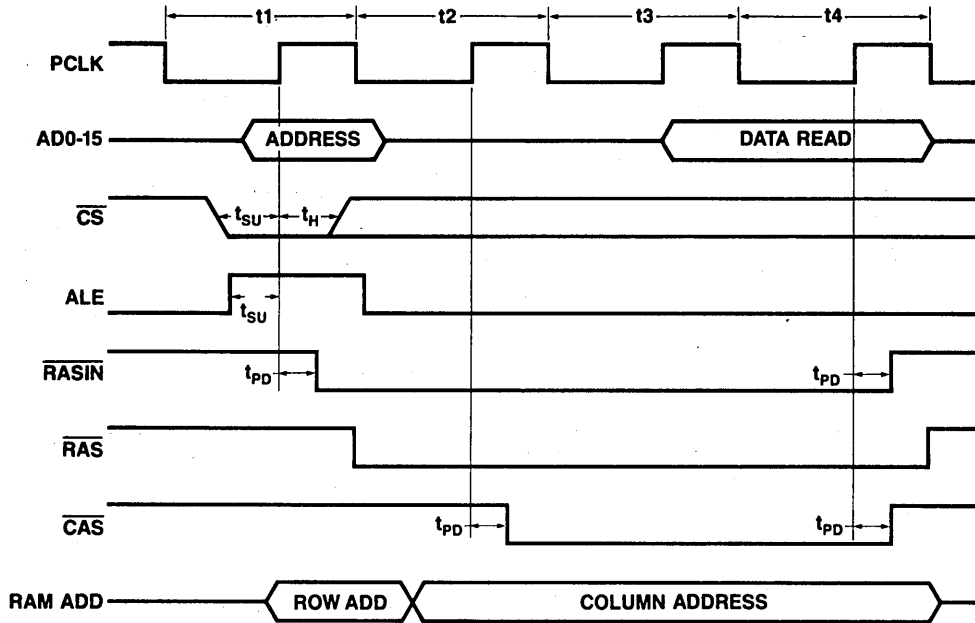 t1 t2 t3 t4
PCLK
AD0-15 ADDRESS DATA READ
CS tSU tH
ALE
tSU
RASIN tPD tPD
RAS
CAS tPD tPD
RAM ADD ROW ADD COLUMN ADDRESS